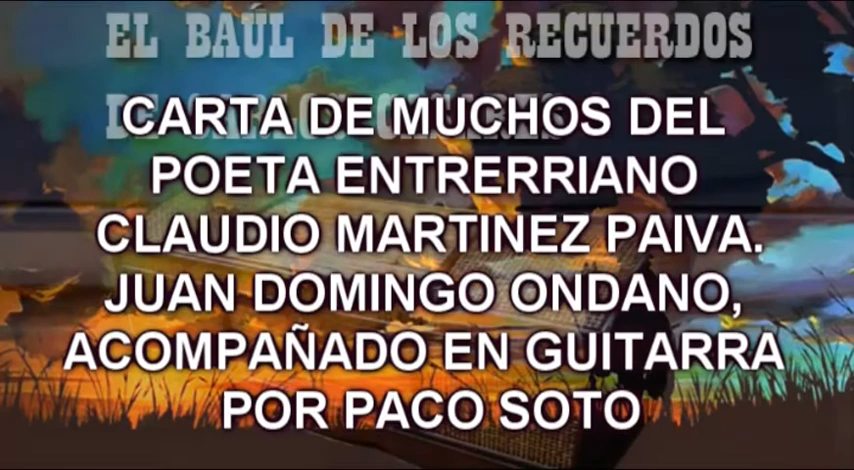 EL BAÚL DE LOS RECUERDOS
CARTA DE MUCHOS DEL
POETA ENTRERRIANO
CLAUDIO MARTINEZ PAIVA.
JUAN DOMINGO ONDANO,
ACOMPAÑADO EN GUITARRA
POR PACO SOTO